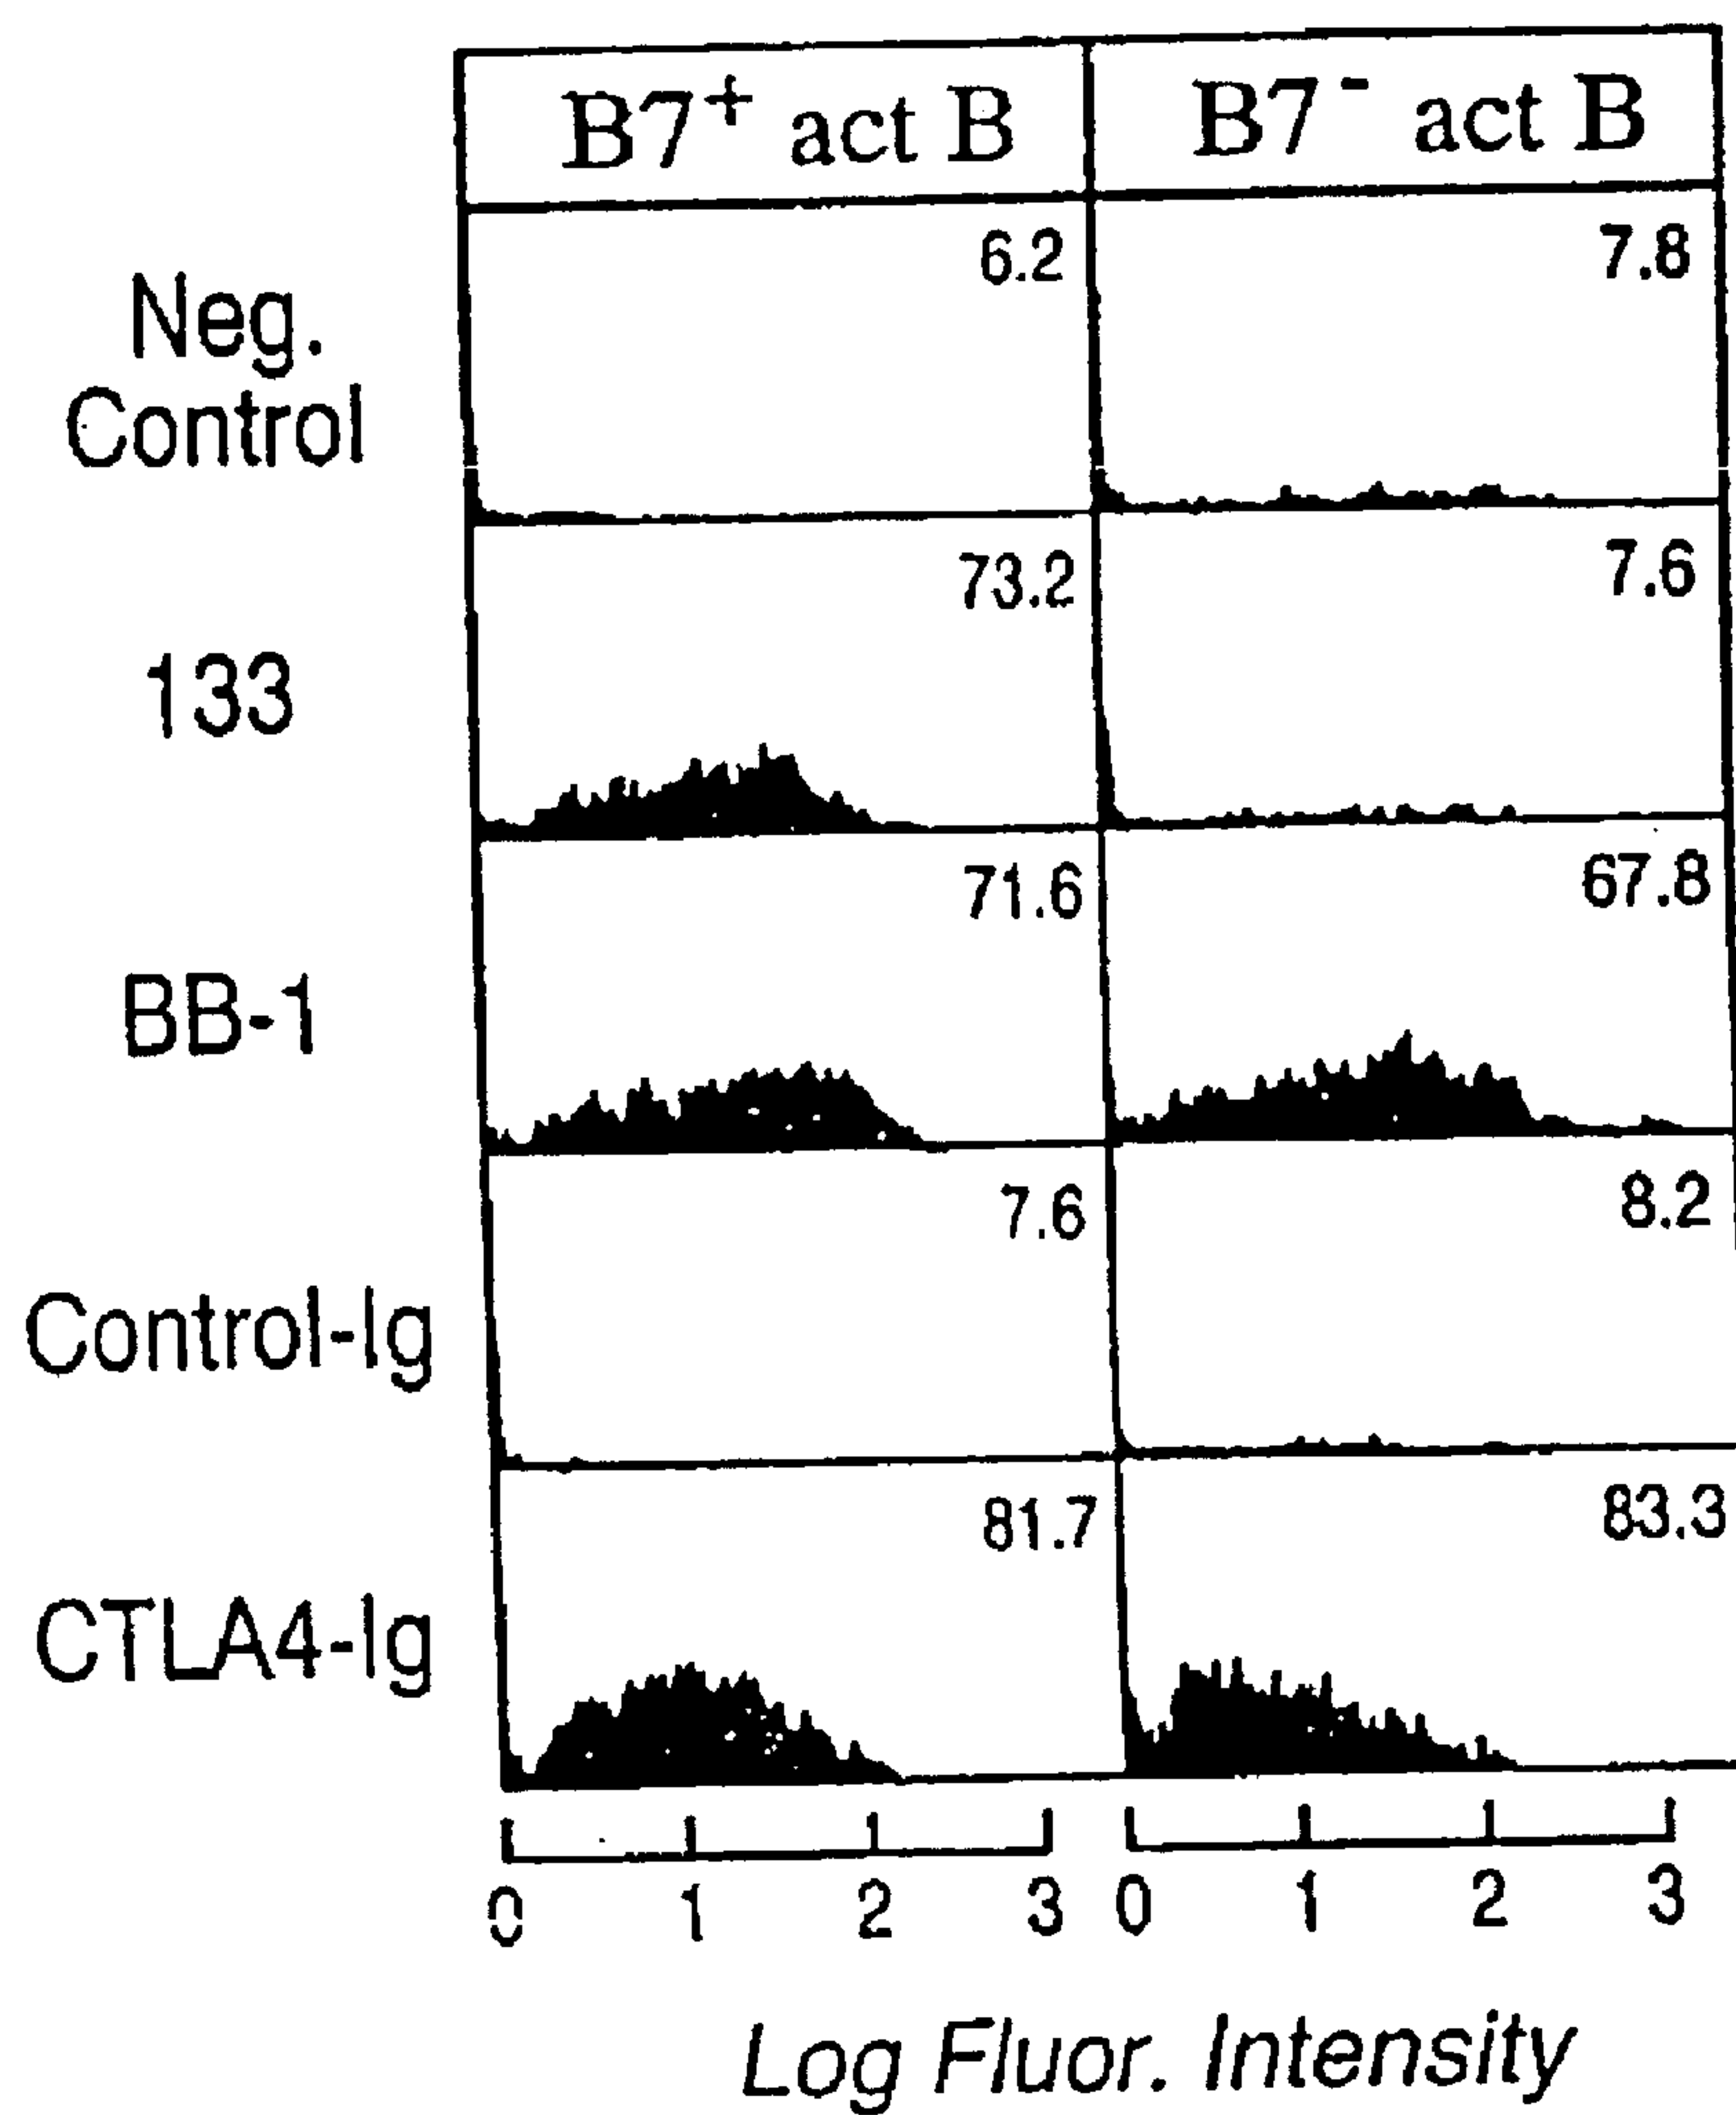 B7⁺ act B B7⁻ act B
Neg. Control 6.2 7.8
133 73.2 7.6
BB-1 71.6 67.8
Control-Ig 7.6 8.2
CTLA4-Ig 81.7 83.3
0 1 2 3 0 1 2 3
Log Fluor. Intensity